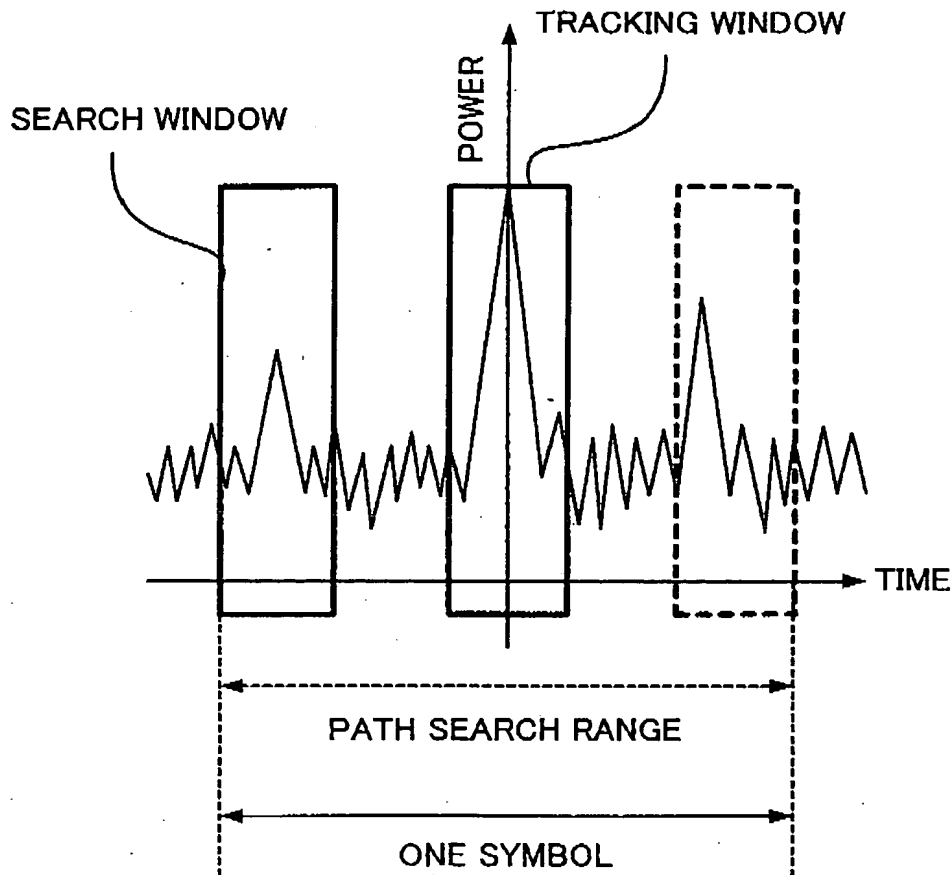 TRACKING WINDOW
POWER
SEARCH WINDOW
TIME
PATH SEARCH RANGE
ONE SYMBOL